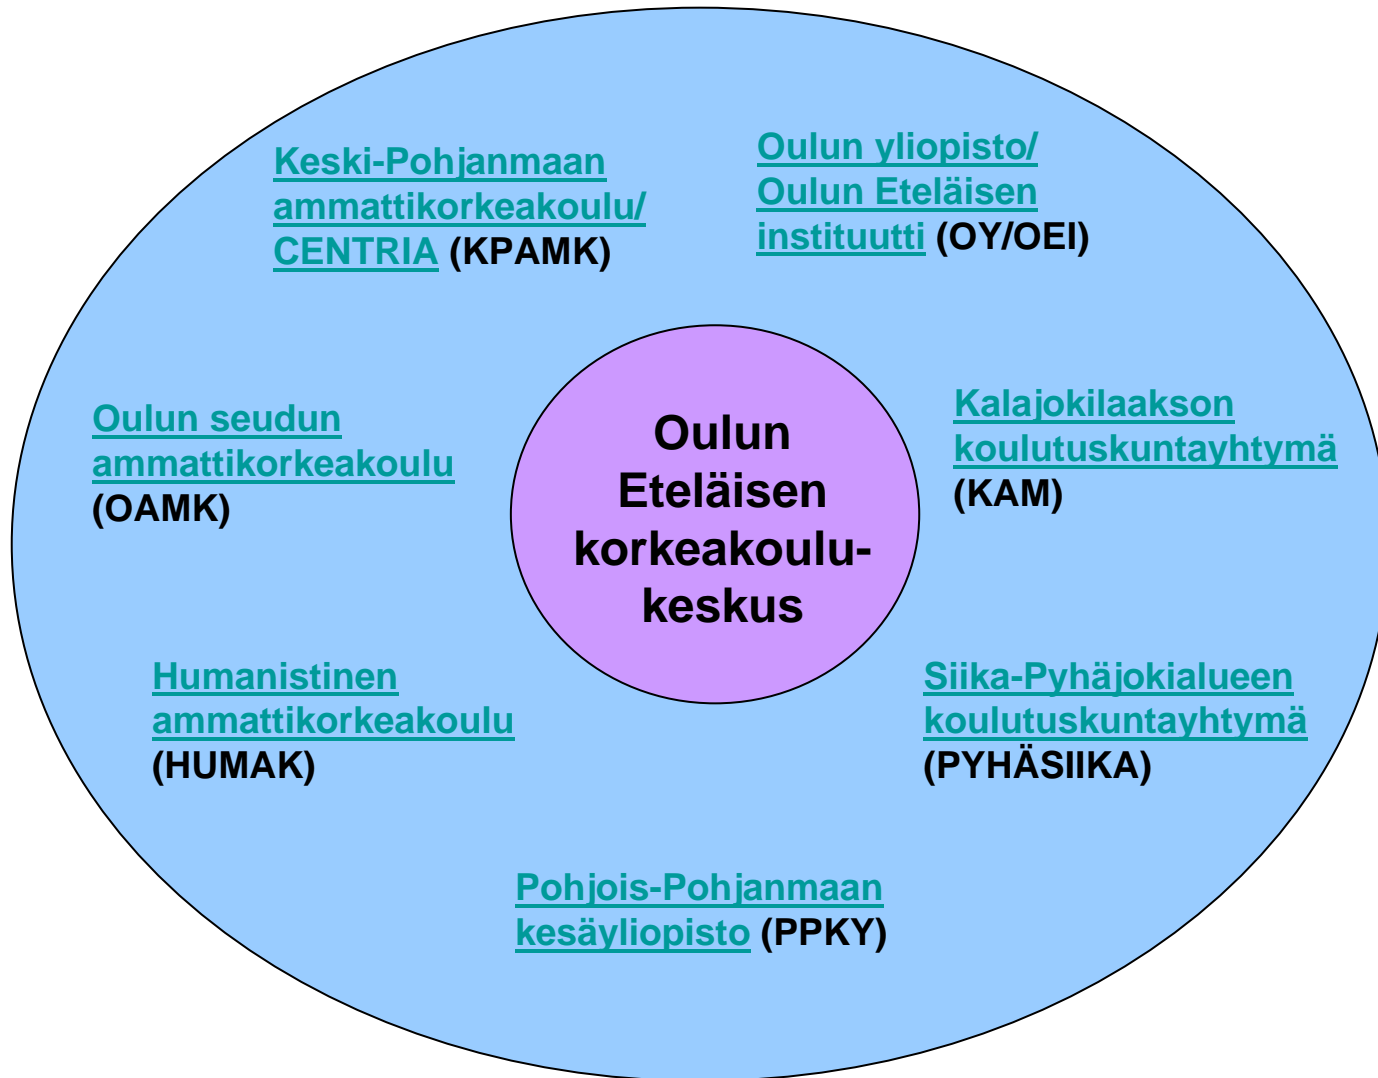 Keski-Pohjanmaan
ammattikorkeakoulu/
CENTRIA (KPAMK)
Oulun yliopisto/
Oulun Eteläisen
instituutti (OY/OEI)
Oulun seudun
ammattikorkeakoulu
(OAMK)
Oulun
Eteläisen
korkeakoulu-
keskus
Kalajokilaakson
koulutuskuntayhtymä
(KAM)
Humanistinen
ammattikorkeakoulu
(HUMAK)
Siika-Pyhäjokialueen
koulutuskuntayhtymä
(PYHÄSIIKA)
Pohjois-Pohjanmaan
kesäyliopisto (PPKY)